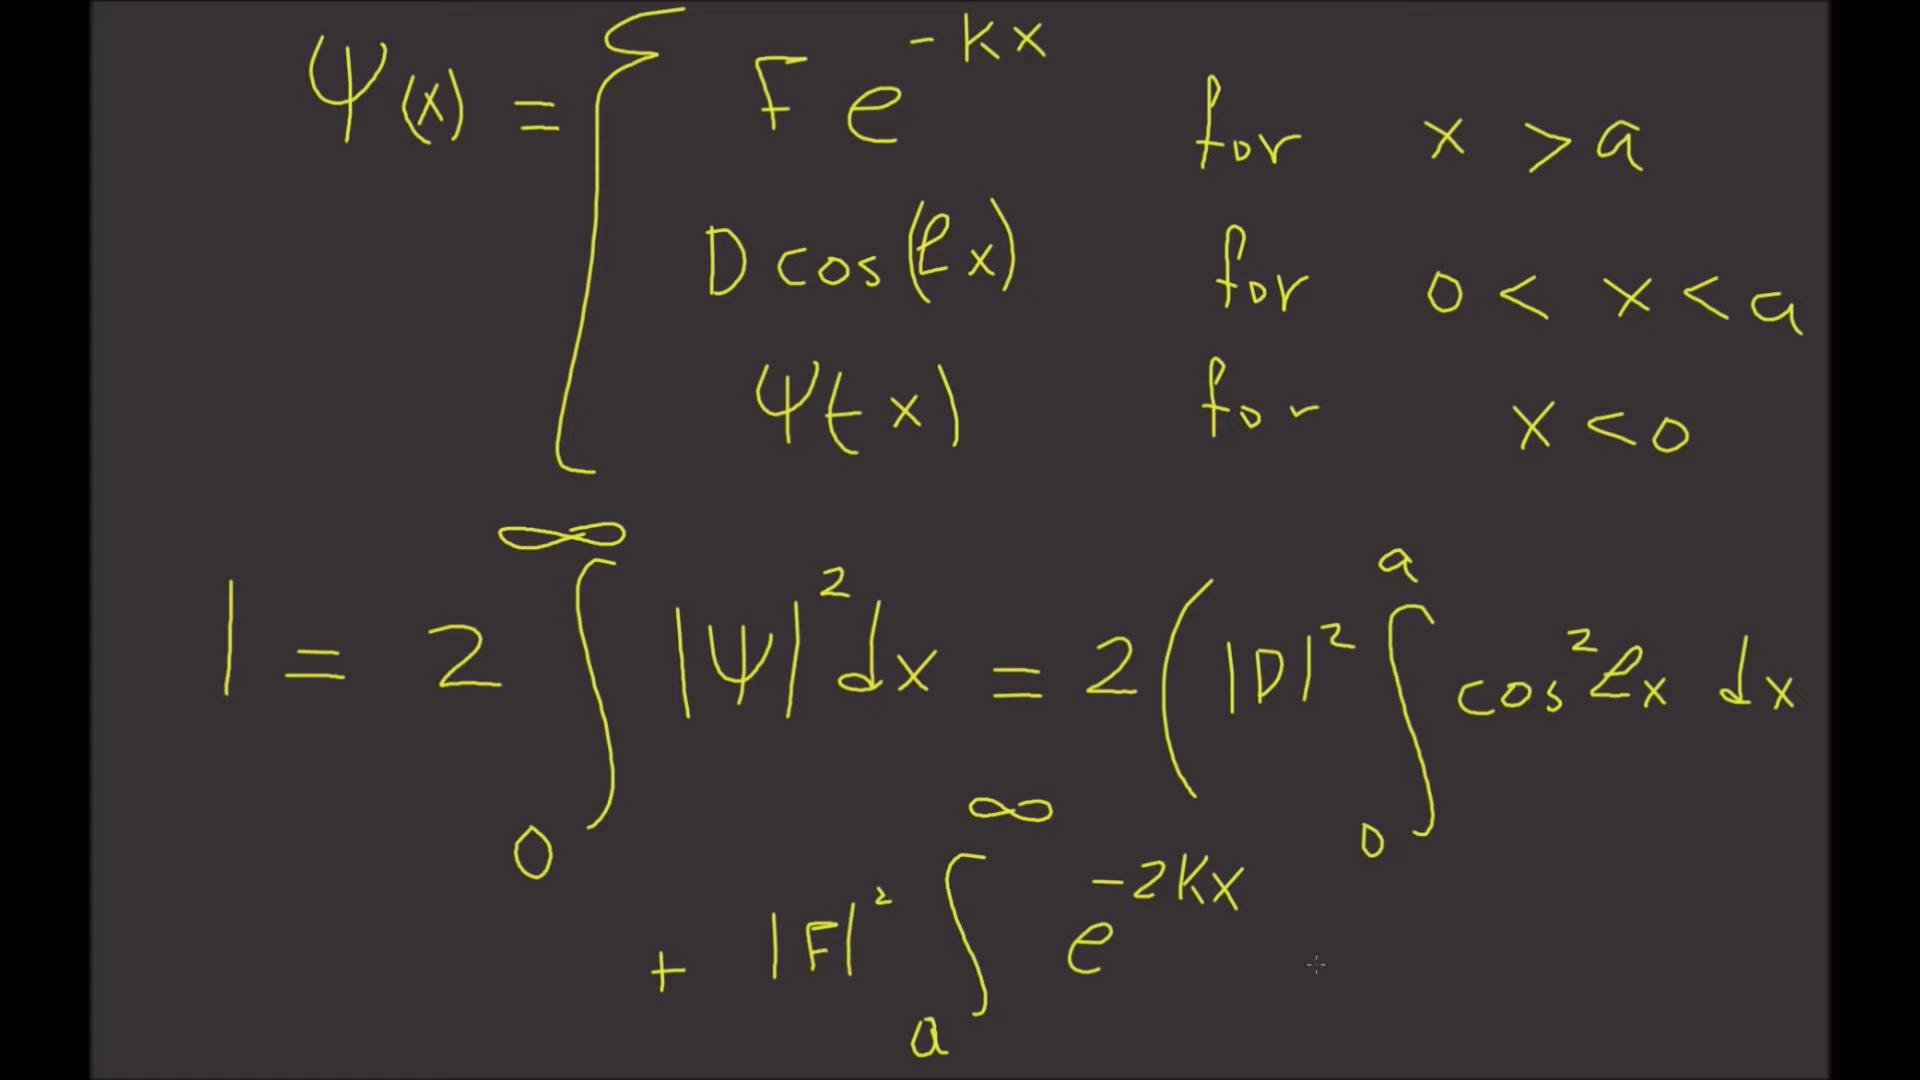 ψ(x) = { F e^{-kx} for x > a
D cos(ℓx) for 0 < x < a
ψ(-x) for x < 0
1 = 2 ∫_0^∞ |ψ|² dx = 2 ( |D|² ∫_0^a cos² ℓx dx
+ |F|² ∫_a^∞ e^{-2kx}